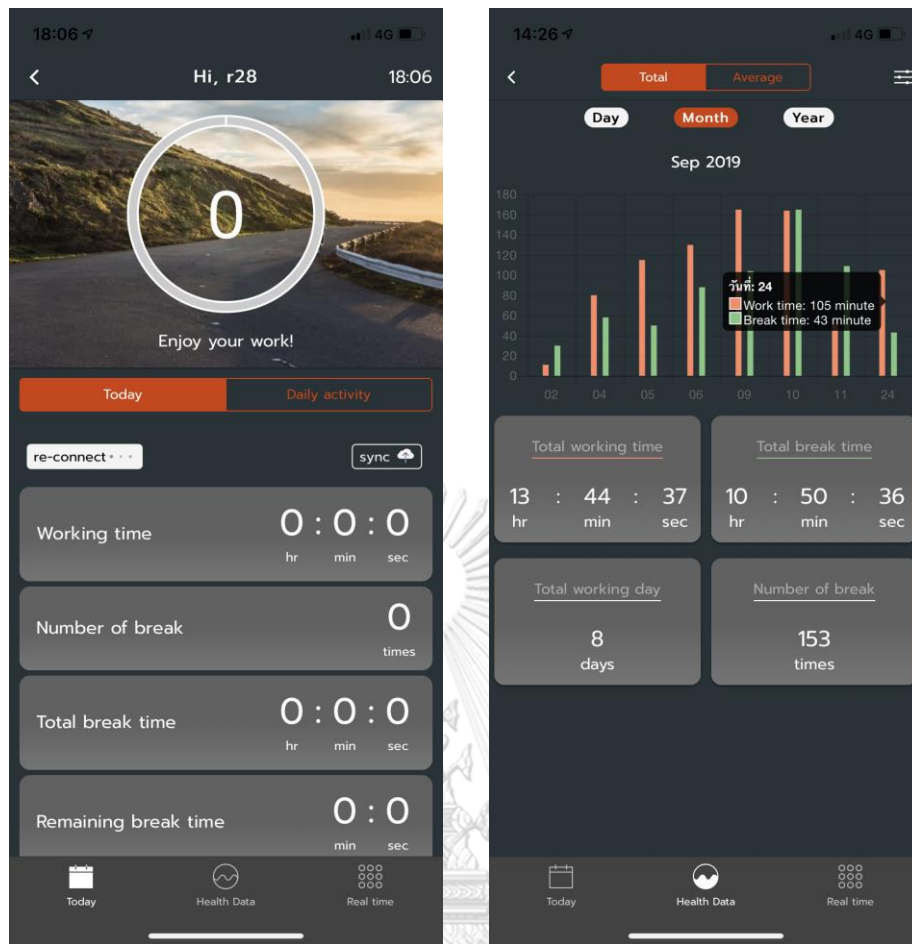 18:06
4G
Hi, r28
18:06
0
Enjoy your work!
Today
Daily activity
re-connect
sync
Working time
0 : 0 : 0
hr min sec
Number of break
0
times
Total break time
0 : 0 : 0
hr min sec
Remaining break time
0 : 0
min sec
Today
Health Data
Real time
14:26
4G
Total
Average
Day
Month
Year
Sep 2019
180
160
140
120
100
80
60
40
20
0
วันที่: 24
Work time: 105 minute
Break time: 43 minute
02 04 05 06 09 10 11 24
Total working time
13 : 44 : 37
hr min sec
Total break time
10 : 50 : 36
hr min sec
Total working day
8
days
Number of break
153
times
Today
Health Data
Real time